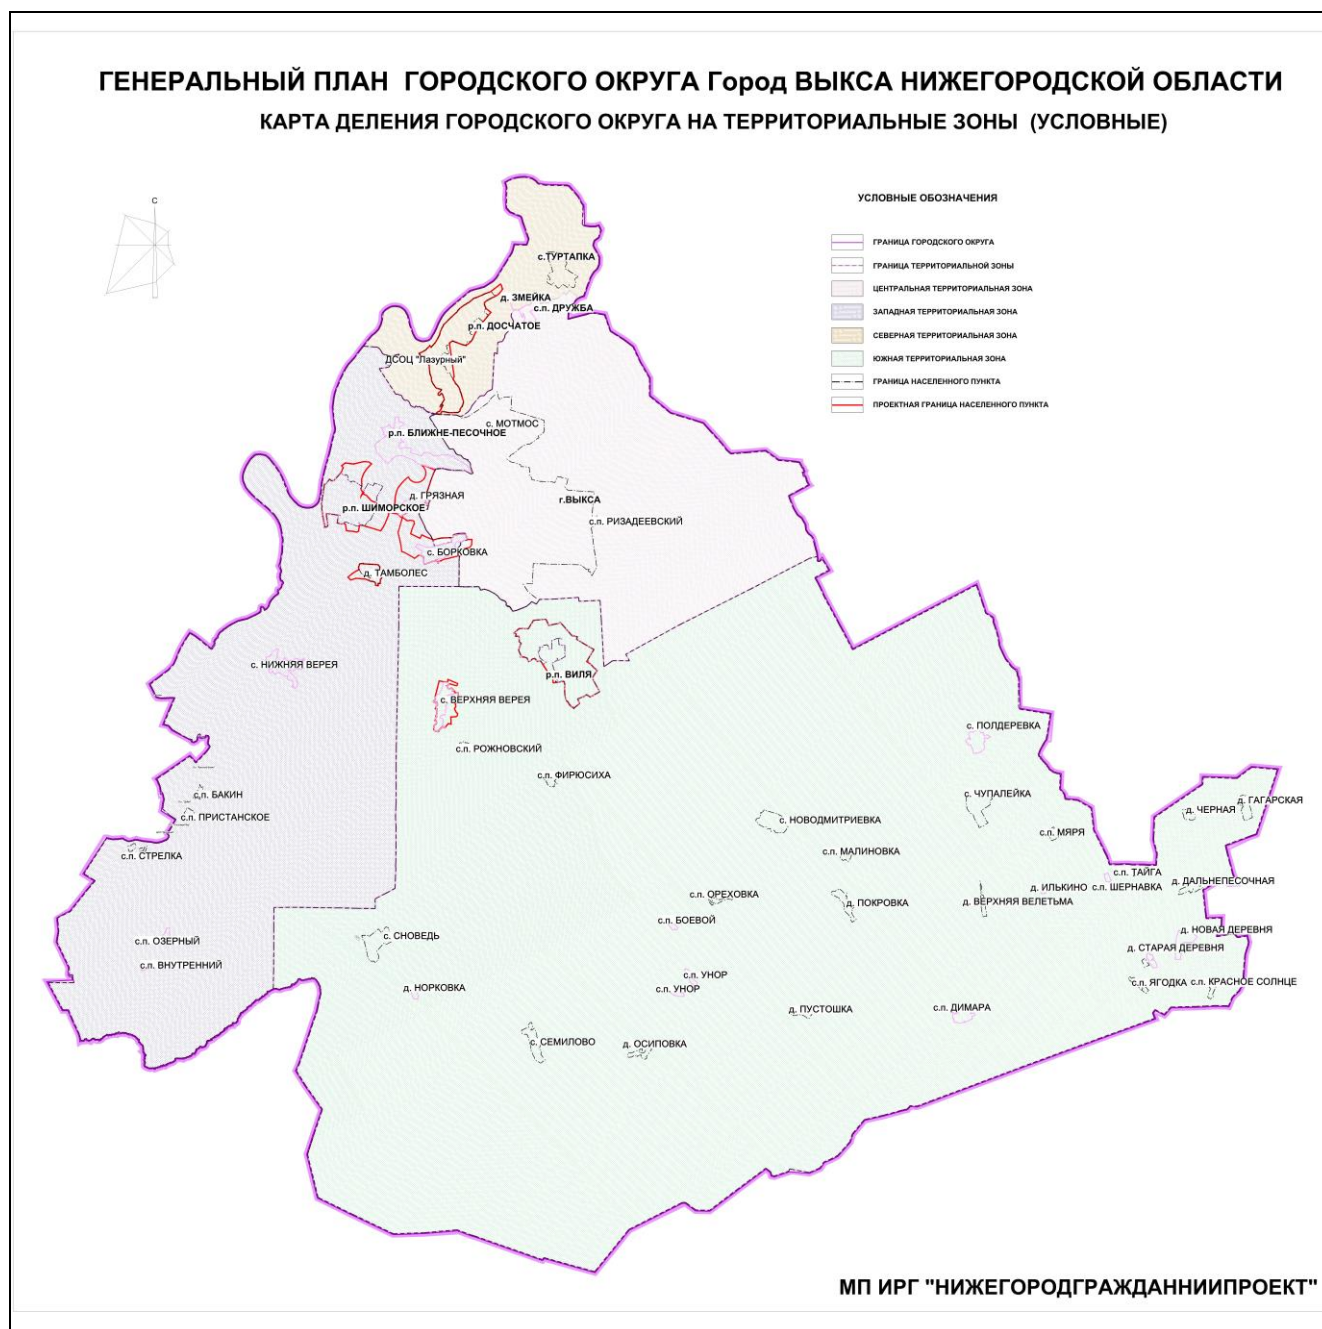 ГЕНЕРАЛЬНЫЙ ПЛАН ГОРОДСКОГО ОКРУГА Город ВЫКСА НИЖЕГОРОДСКОЙ ОБЛАСТИ
КАРТА ДЕЛЕНИЯ ГОРОДСКОГО ОКРУГА НА ТЕРРИТОРИАЛЬНЫЕ ЗОНЫ (УСЛОВНЫЕ)
С
УСЛОВНЫЕ ОБОЗНАЧЕНИЯ
ГРАНИЦА ГОРОДСКОГО ОКРУГА
ГРАНИЦА ТЕРРИТОРИАЛЬНОЙ ЗОНЫ
ЦЕНТРАЛЬНАЯ ТЕРРИТОРИАЛЬНАЯ ЗОНА
ЗАПАДНАЯ ТЕРРИТОРИАЛЬНАЯ ЗОНА
СЕВЕРНАЯ ТЕРРИТОРИАЛЬНАЯ ЗОНА
ЮЖНАЯ ТЕРРИТОРИАЛЬНАЯ ЗОНА
ГРАНИЦА НАСЕЛЕННОГО ПУНКТА
ПРОЕКТНАЯ ГРАНИЦА НАСЕЛЕННОГО ПУНКТА
с.ТУРТАПКА
д. ЗМЕЙКА
с.п. ДРУЖБА
р.п. ДОСЧАТОЕ
ДСОЦ "Лазурный"
с. МОТМОС
р.п. БЛИЖНЕ-ПЕСОЧНОЕ
д. ГРЯЗНАЯ
г.ВЫКСА
р.п. ШИМОРСКОЕ
с.п. РИЗАДЕЕВСКИЙ
с. БОРКОВКА
д. ТАМБОЛЕС
с. НИЖНЯЯ ВЕРЕЯ
р.п. ВИЛЯ
с. ВЕРХНЯЯ ВЕРЕЯ
с. ПОЛДЕРЕВКА
с.п. РОЖНОВСКИЙ
с.п. ФИРЮСИХА
с.п. БАКИН
с. ЧУПАЛЕЙКА
д. ГАГАРСКАЯ
д. ЧЕРНАЯ
с.п. ПРИСТАНСКОЕ
с. НОВОДМИТРИЕВКА
с.п. МЯРЯ
с.п. СТРЕЛКА
с.п. МАЛИНОВКА
с.п. ТАЙГА
д. ИЛЬКИНО
с.п. ШЕРНАВКА
д. ДАЛЬНЕПЕСОЧНАЯ
с.п. ОРЕХОВКА
д. ПОКРОВКА
д. ВЕРХНЯЯ ВЕЛЕТЬМА
с.п. БОЕВОЙ
д. НОВАЯ ДЕРЕВНЯ
с.п. ОЗЕРНЫЙ
с. СНОВЕДЬ
д. СТАРАЯ ДЕРЕВНЯ
с.п. ВНУТРЕННИЙ
с.п. УНОР
с.п. ЯГОДКА
с.п. КРАСНОЕ СОЛНЦЕ
д. НОРКОВКА
с.п. УНОР
д. ПУСТОШКА
с.п. ДИМАРА
с. СЕМИЛОВО
д. ОСИПОВКА
МП ИРГ "НИЖЕГОРОДГРАЖДАННИИПРОЕКТ"